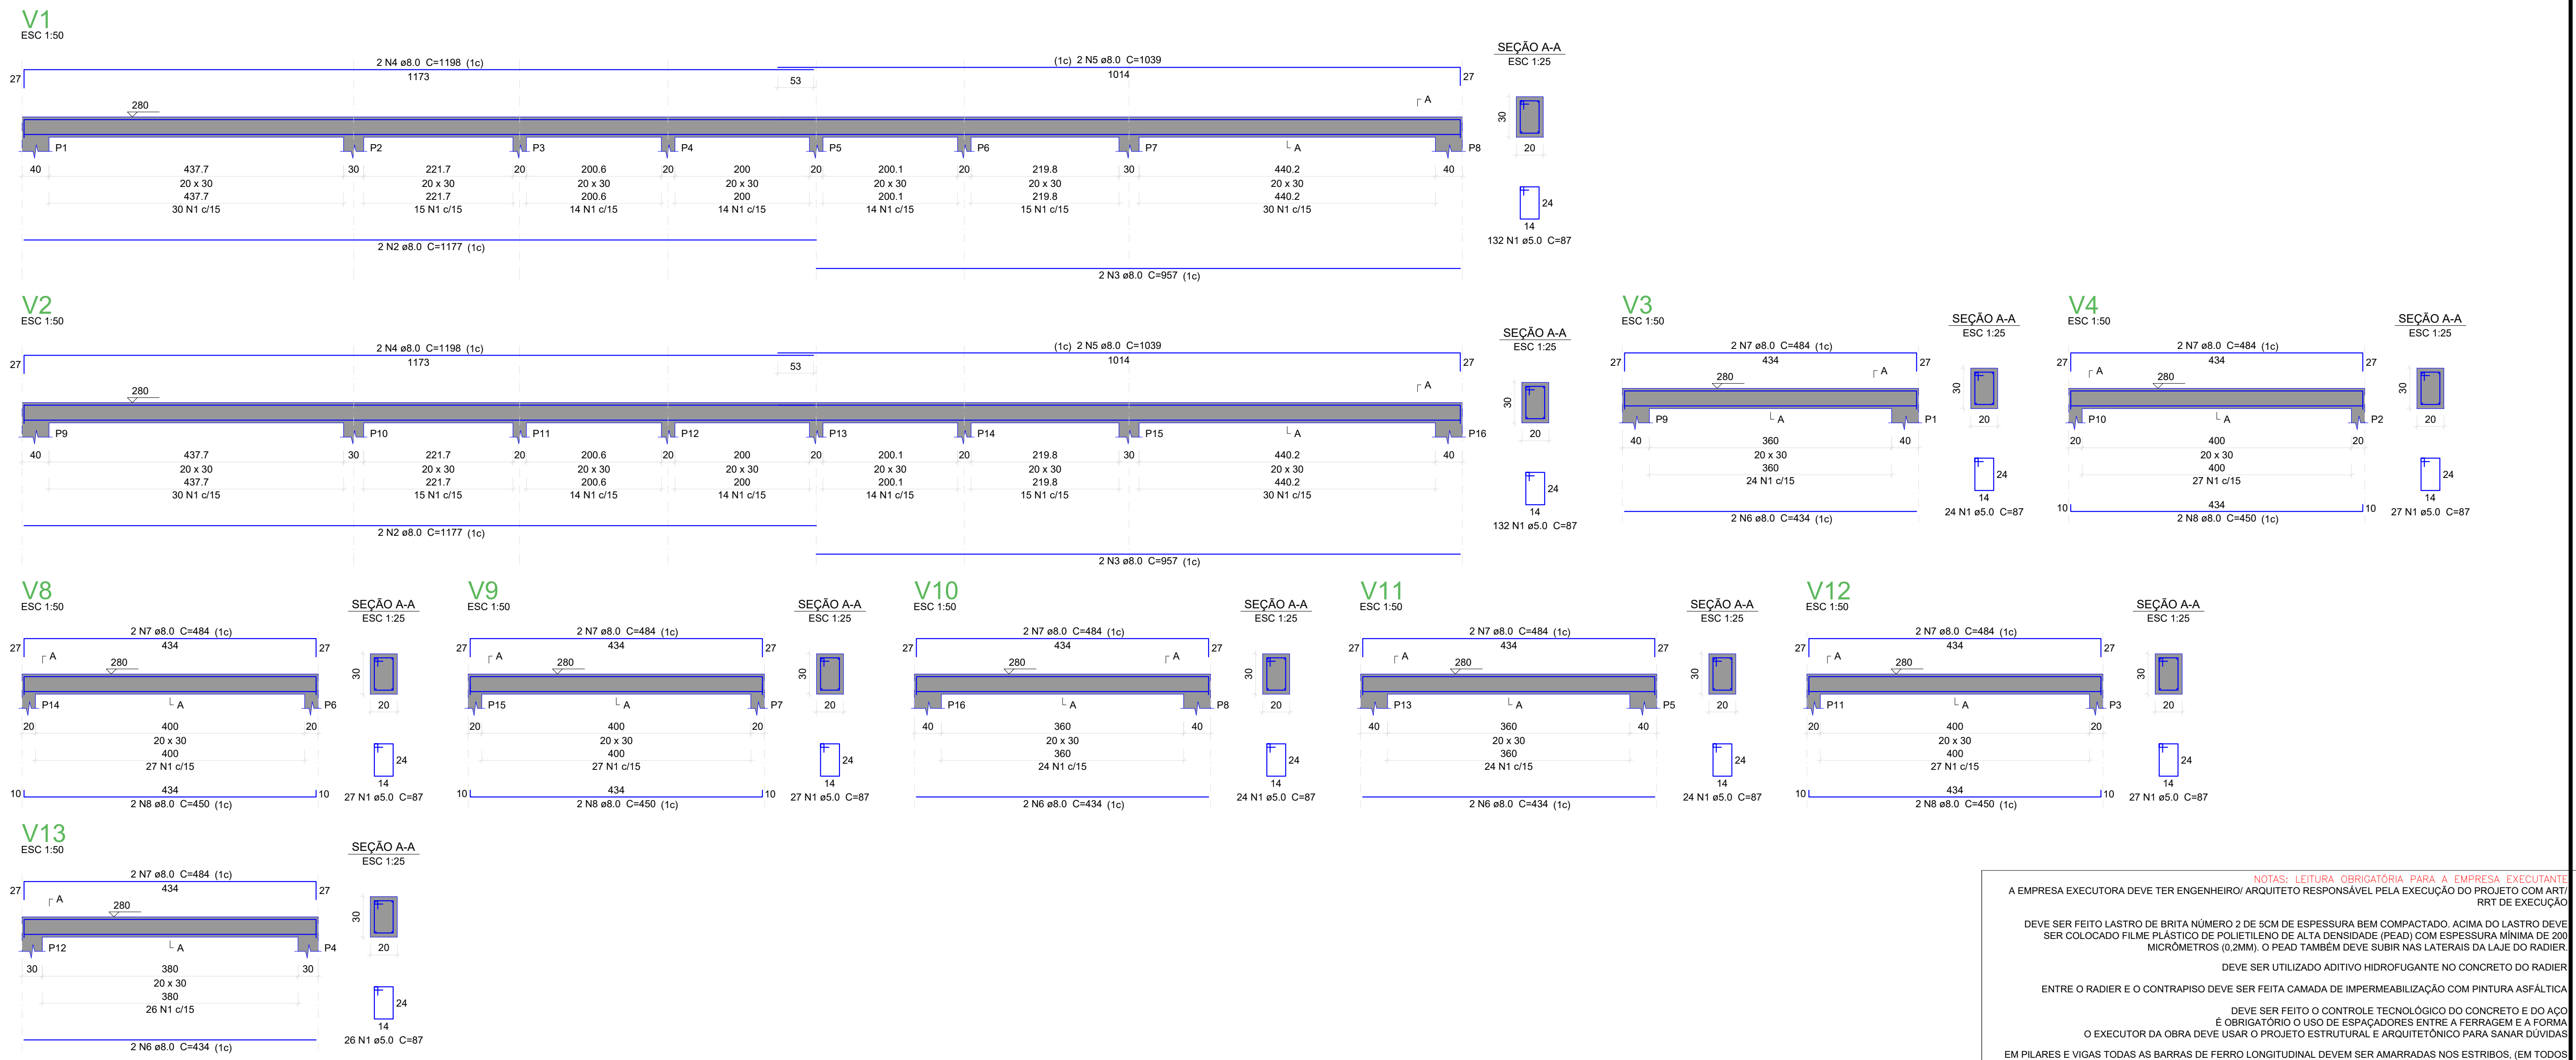 V1
ESC 1:50
2 N4 ø8.0 C=1198 (1c)
(1c) 2 N5 ø8.0 C=1039
27
1173
53
1014
27
280
A
P1
P2
P3
P4
P5
P6
P7
A
P8
40 437.7 30 221.7 20 200.6 20 200 20 200.1 20 219.8 30 440.2 40
20 x 30 20 x 30 20 x 30 20 x 30 20 x 30 20 x 30 20 x 30
437.7 221.7 200.6 200 200.1 219.8 440.2
30 N1 c/15 15 N1 c/15 14 N1 c/15 14 N1 c/15 14 N1 c/15 15 N1 c/15 30 N1 c/15
2 N2 ø8.0 C=1177 (1c)
2 N3 ø8.0 C=957 (1c)
SEÇÃO A-A
ESC 1:25
30
20
24
14
132 N1 ø5.0 C=87
V2
ESC 1:50
2 N4 ø8.0 C=1198 (1c)
(1c) 2 N5 ø8.0 C=1039
27
1173
53
1014
27
280
A
P9
P10
P11
P12
P13
P14
P15
A
P16
40 437.7 30 221.7 20 200.6 20 200 20 200.1 20 219.8 30 440.2 40
20 x 30 20 x 30 20 x 30 20 x 30 20 x 30 20 x 30 20 x 30
437.7 221.7 200.6 200 200.1 219.8 440.2
30 N1 c/15 15 N1 c/15 14 N1 c/15 14 N1 c/15 14 N1 c/15 15 N1 c/15 30 N1 c/15
2 N2 ø8.0 C=1177 (1c)
2 N3 ø8.0 C=957 (1c)
SEÇÃO A-A
ESC 1:25
30
20
24
14
132 N1 ø5.0 C=87
V3
ESC 1:50
2 N7 ø8.0 C=484 (1c)
27 434 27
280
A
P9
A
P1
40 360 40
20 x 30
360
24 N1 c/15
2 N6 ø8.0 C=434 (1c)
SEÇÃO A-A
ESC 1:25
30
20
24
14
24 N1 ø5.0 C=87
V4
ESC 1:50
2 N7 ø8.0 C=484 (1c)
27 434 27
A
280
P10
A
P2
20 400 20
20 x 30
400
27 N1 c/15
10 434 10
2 N8 ø8.0 C=450 (1c)
SEÇÃO A-A
ESC 1:25
30
20
24
14
27 N1 ø5.0 C=87
V8
ESC 1:50
2 N7 ø8.0 C=484 (1c)
27 434 27
A
280
P14
A
P6
20 400 20
20 x 30
400
27 N1 c/15
10 434 10
2 N8 ø8.0 C=450 (1c)
SEÇÃO A-A
ESC 1:25
30
20
24
14
27 N1 ø5.0 C=87
V9
ESC 1:50
2 N7 ø8.0 C=484 (1c)
27 434 27
A
280
P15
A
P7
20 400 20
20 x 30
400
27 N1 c/15
10 434 10
2 N8 ø8.0 C=450 (1c)
SEÇÃO A-A
ESC 1:25
30
20
24
14
27 N1 ø5.0 C=87
V10
ESC 1:50
2 N7 ø8.0 C=484 (1c)
27 434 27
280
A
P16
A
P8
40 360 40
20 x 30
360
24 N1 c/15
2 N6 ø8.0 C=434 (1c)
SEÇÃO A-A
ESC 1:25
30
20
24
14
24 N1 ø5.0 C=87
V11
ESC 1:50
2 N7 ø8.0 C=484 (1c)
27 434 27
A
280
P13
A
P5
40 360 40
20 x 30
360
24 N1 c/15
2 N6 ø8.0 C=434 (1c)
SEÇÃO A-A
ESC 1:25
30
20
24
14
24 N1 ø5.0 C=87
V12
ESC 1:50
2 N7 ø8.0 C=484 (1c)
27 434 27
A
280
P11
A
P3
20 400 20
20 x 30
400
27 N1 c/15
10 434 10
2 N8 ø8.0 C=450 (1c)
SEÇÃO A-A
ESC 1:25
30
20
24
14
27 N1 ø5.0 C=87
V13
ESC 1:50
2 N7 ø8.0 C=484 (1c)
27 434 27
A
280
P12
A
P4
30 380 30
20 x 30
380
26 N1 c/15
2 N6 ø8.0 C=434 (1c)
SEÇÃO A-A
ESC 1:25
30
20
24
14
26 N1 ø5.0 C=87
NOTAS: LEITURA OBRIGATÓRIA PARA A EMPRESA EXECUTANTE
A EMPRESA EXECUTORA DEVE TER ENGENHEIRO/ ARQUITETO RESPONSÁVEL PELA EXECUÇÃO DO PROJETO COM ART/
RRT DE EXECUÇÃO
DEVE SER FEITO LASTRO DE BRITA NÚMERO 2 DE 5CM DE ESPESSURA BEM COMPACTADO. ACIMA DO LASTRO DEVE
SER COLOCADO FILME PLÁSTICO DE POLIETILENO DE ALTA DENSIDADE (PEAD) COM ESPESSURA MÍNIMA DE 200
MICRÔMETROS (0,2MM). O PEAD TAMBÉM DEVE SUBIR NAS LATERAIS DA LAJE DO RADIER.
DEVE SER UTILIZADO ADITIVO HIDROFUGANTE NO CONCRETO DO RADIER
ENTRE O RADIER E O CONTRAPISO DEVE SER FEITA CAMADA DE IMPERMEABILIZAÇÃO COM PINTURA ASFÁLTICA
DEVE SER FEITO O CONTROLE TECNOLÓGICO DO CONCRETO E DO AÇO
É OBRIGATÓRIO O USO DE ESPAÇADORES ENTRE A FERRAGEM E A FORMA
O EXECUTOR DA OBRA DEVE USAR O PROJETO ESTRUTURAL E ARQUITETÔNICO PARA SANAR DÚVIDAS
EM PILARES E VIGAS TODAS AS BARRAS DE FERRO LONGITUDINAL DEVEM SER AMARRADAS NOS ESTRIBOS, (EM TODOS